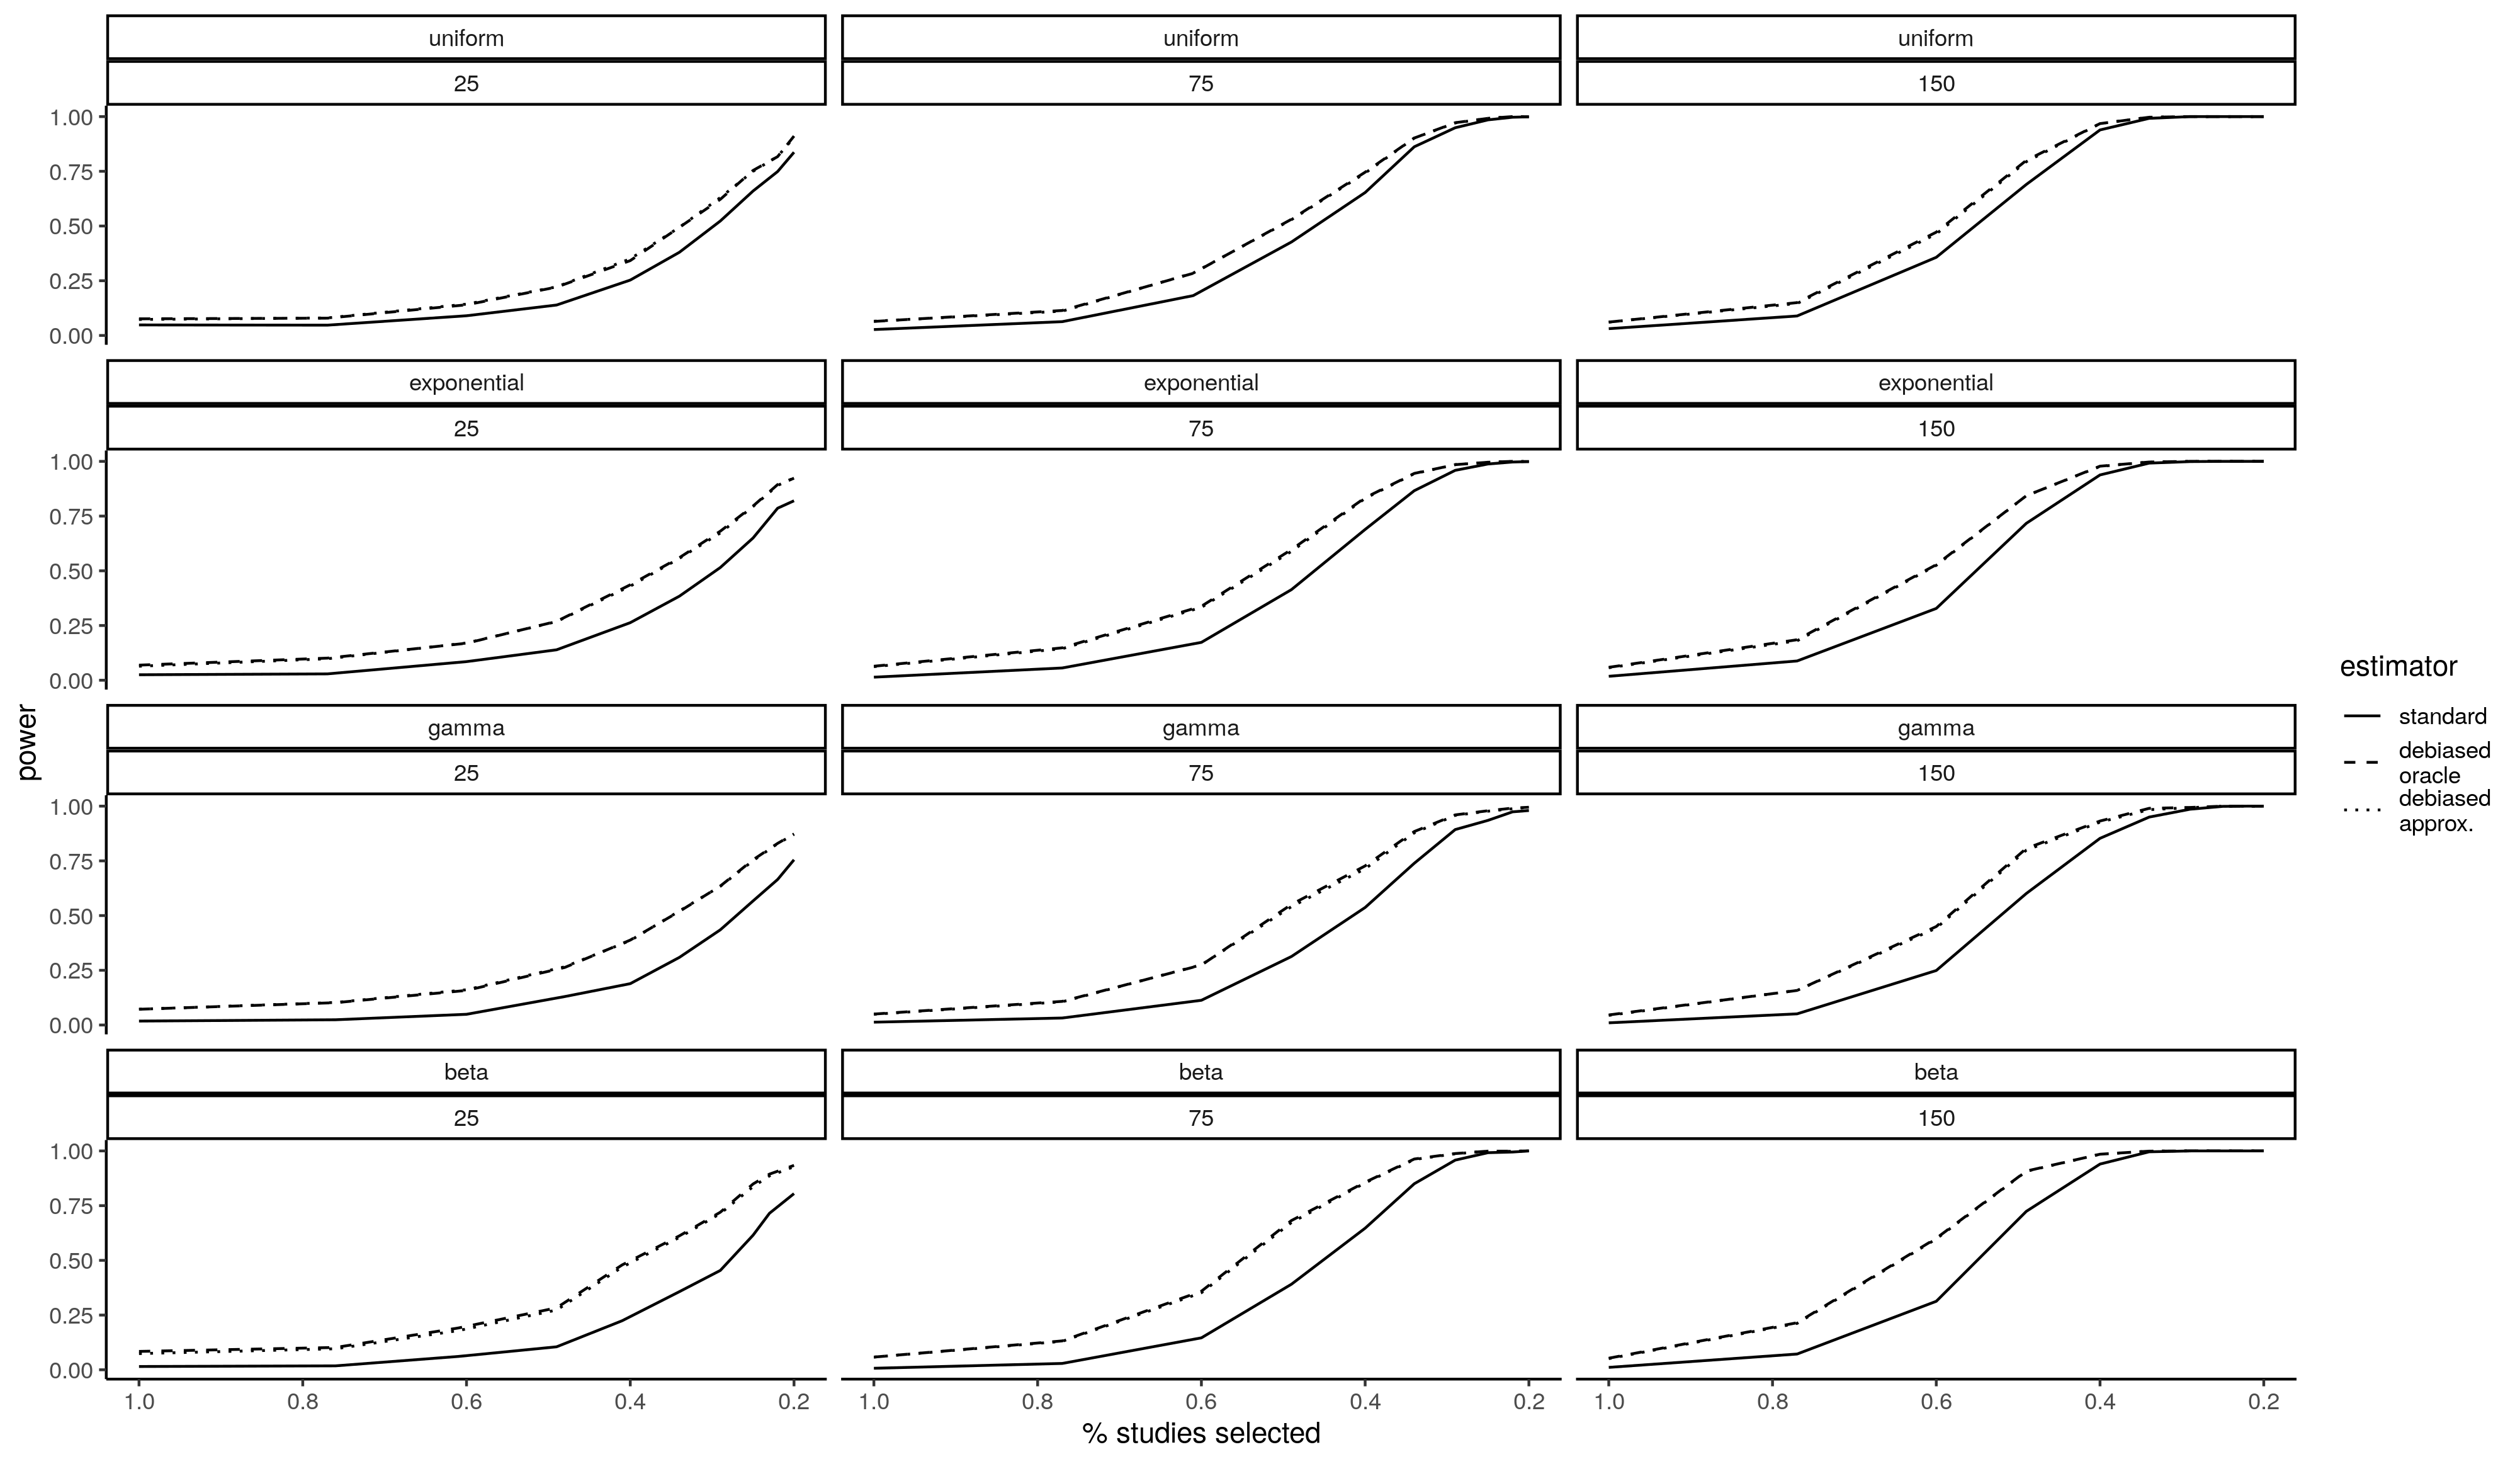 uniform
uniform
uniform
25
75
150
1.00
0.75
0.50
0.25
0.00
exponential
exponential
exponential
25
75
150
1.00
0.75
0.50
0.25
0.00
gamma
gamma
gamma
25
75
150
1.00
0.75
0.50
0.25
0.00
beta
beta
beta
25
75
150
1.00
0.75
0.50
0.25
0.00
1.0 0.8 0.6 0.4 0.2
1.0 0.8 0.6 0.4 0.2
1.0 0.8 0.6 0.4 0.2
% studies selected
power
estimator
standard
debiased
oracle
debiased
approx.